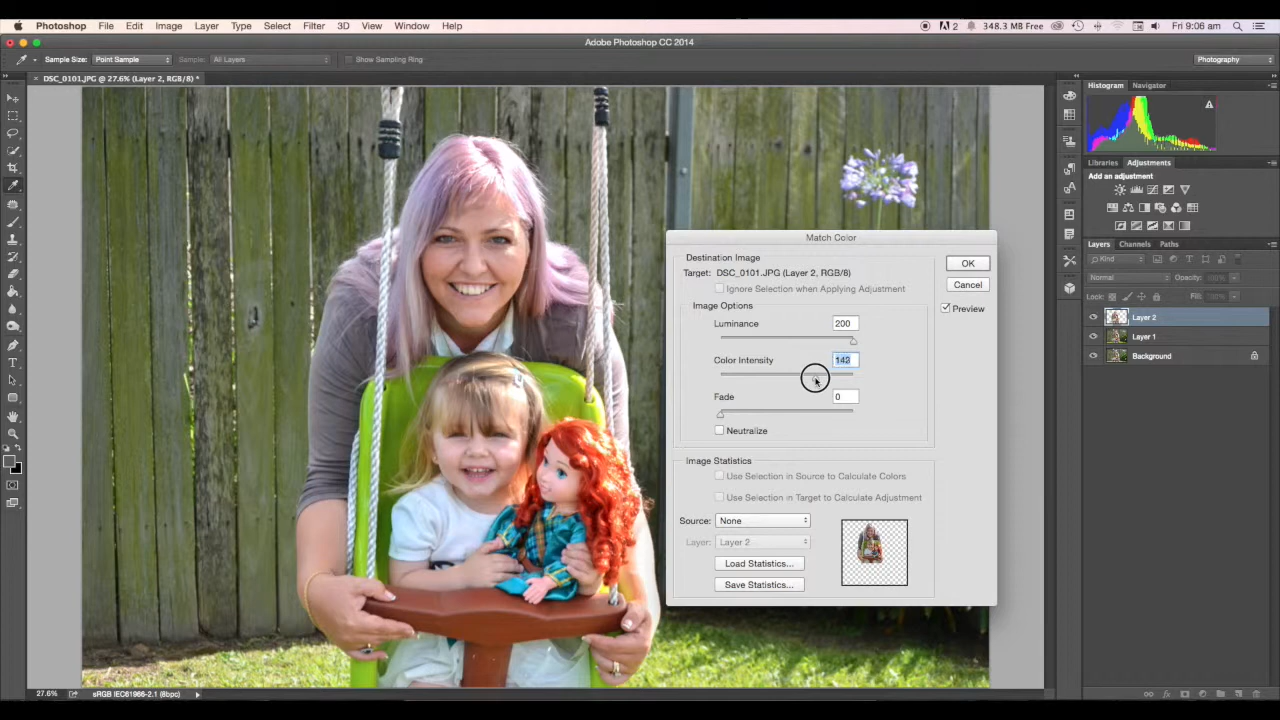 Photoshop File Edit Image Layer Type Select Filter 3D View Window Help 2 348.3 MB Free Fri 9:06 am
Adobe Photoshop CC 2014
Sample Size: Point Sample Sample: All Layers Show Sampling Ring Photography
DSC_0101.JPG @ 27.6% (Layer 2, RGB/8) *
Histogram Navigator
Libraries Adjustments
Add an adjustment
Layers Channels Paths
Kind
Normal Opacity: 100%
Lock: Fill: 100%
Layer 2
Layer 1
Background
Match Color
Destination Image
Target: DSC_0101.JPG (Layer 2, RGB/8)
Ignore Selection when Applying Adjustment
Image Options
Luminance 200
Color Intensity 142
Fade 0
Neutralize
OK
Cancel
Preview
Image Statistics
Use Selection in Source to Calculate Colors
Use Selection in Target to Calculate Adjustment
Source: None
Layer: Layer 2
Load Statistics...
Save Statistics...
27.6% sRGB IEC61966-2.1 (8bpc)